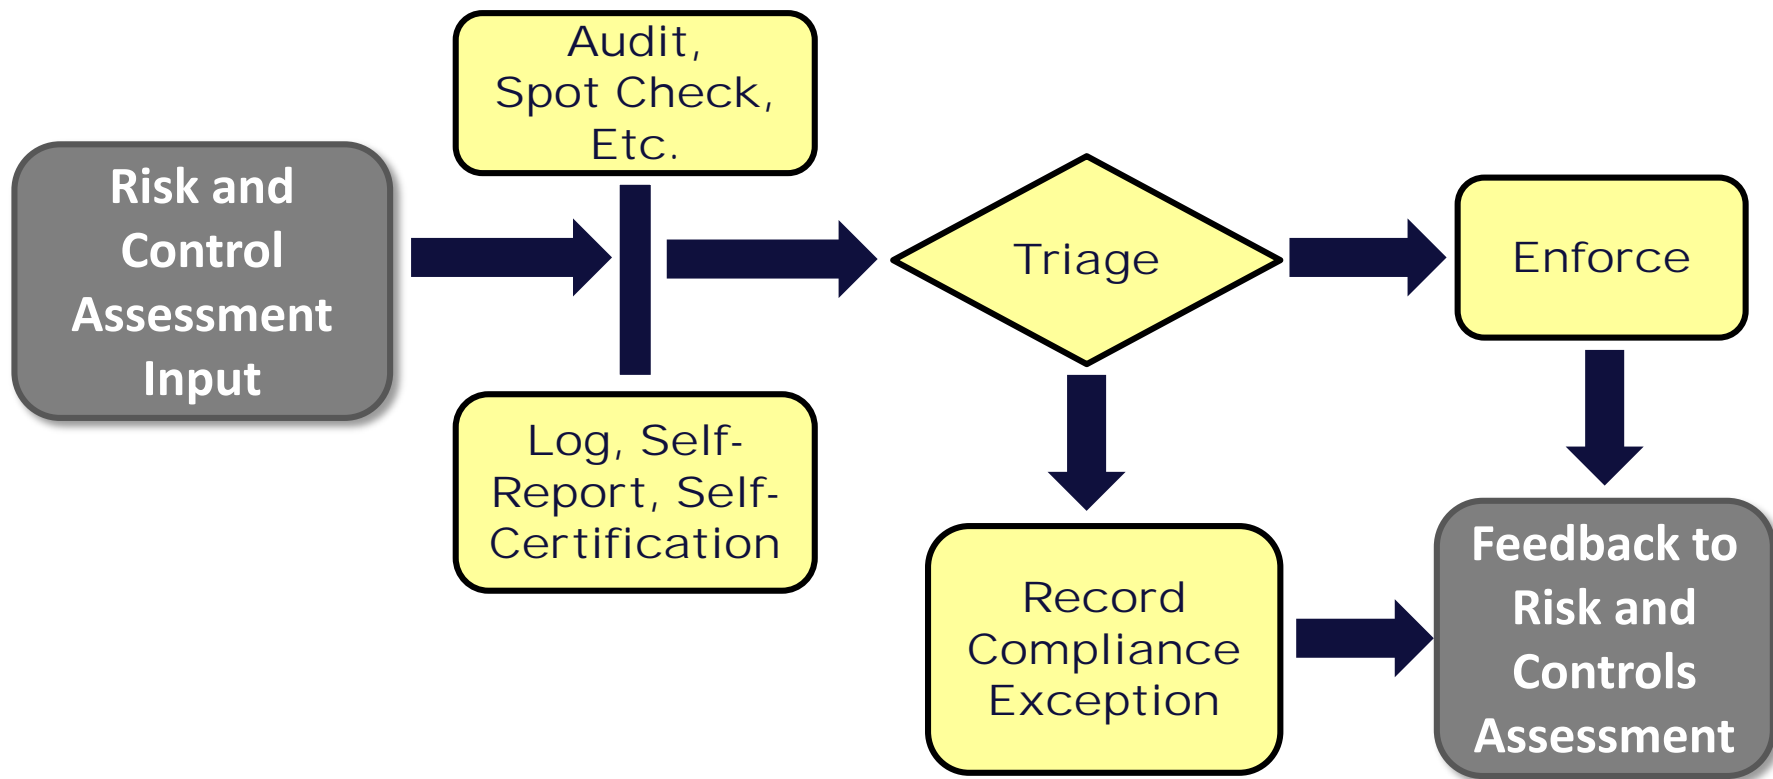 Risk and
Control
Assessment
Input
Audit,
Spot Check,
Etc.
Log, Self-
Report, Self-
Certification
Triage
Enforce
Record
Compliance
Exception
Feedback to
Risk and
Controls
Assessment